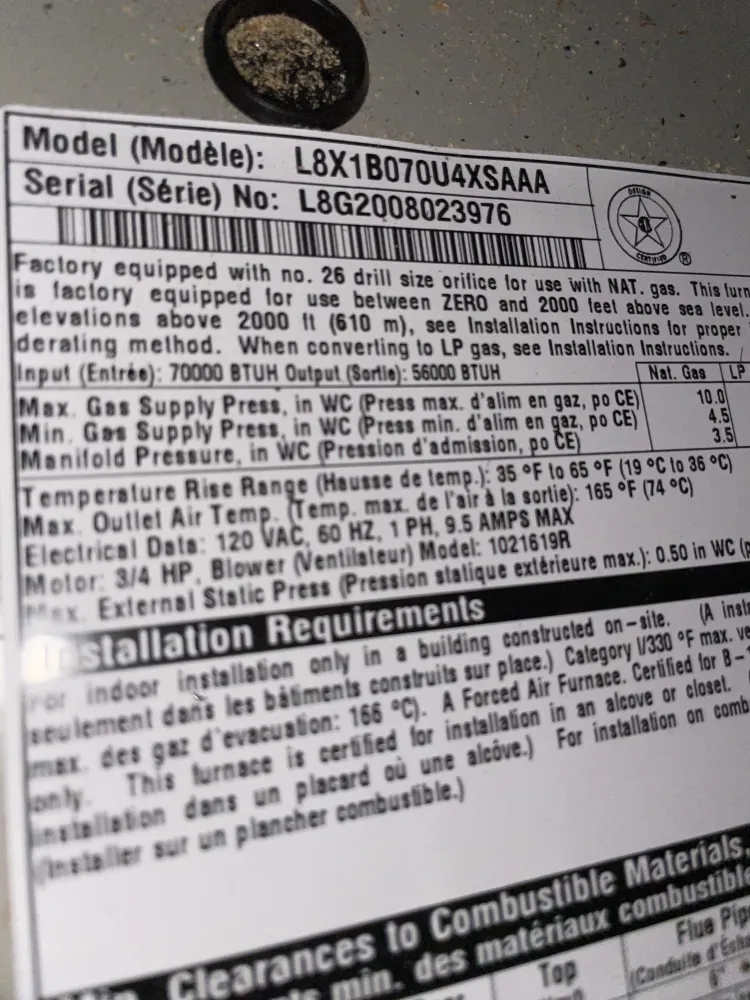 Model (Modèle): L8X1B070U4XSAAA
Serial (Série) No: L8G2008023976
DESIGN
CERTIFIED
®
Factory equipped with no. 26 drill size orifice for use with NAT. gas. This furn
is factory equipped for use between ZERO and 2000 feet above sea level.
elevations above 2000 ft (610 m), see Installation Instructions for proper
derating method. When converting to LP gas, see Installation Instructions.
Input (Entrée): 70000 BTUH Output (Sortie): 56000 BTUH Nat. Gas LP
Max. Gas Supply Press, in WC (Press max. d'alim en gaz, po CE) 10.0
Min. Gas Supply Press, in WC (Press min. d'alim en gaz, po CE) 4.5
Manifold Pressure, in WC (Pression d'admission, po CE) 3.5
Temperature Rise Range (Hausse de temp.): 35 °F to 65 °F (19 °C to 36 °C)
Max. Outlet Air Temp. (Temp. max. de l'air à la sortie): 165 °F (74 °C)
Electrical Data: 120 VAC, 60 HZ, 1 PH, 9.5 AMPS MAX
Motor: 3/4 HP, Blower (Ventilateur) Model: 1021619R
Max. External Static Press (Pression statique extérieure max.): 0.50 in WC (p
Installation Requirements
For indoor installation only in a building constructed on-site. (A insta
seulement dans les bâtiments construits sur place.) Category I/330 °F max. ve
max. des gaz d'evacuation: 166 °C). A Forced Air Furnace. Certified for B-1
only. This furnace is certified for installation in an alcove or closet.
installation dans un placard où une alcôve.) For installation on comb
(Installer sur un plancher combustible.)
Clearances to Combustible Materials,
min. des matériaux combustible
Top Flue Pip
(Conduite d'Éch
6"